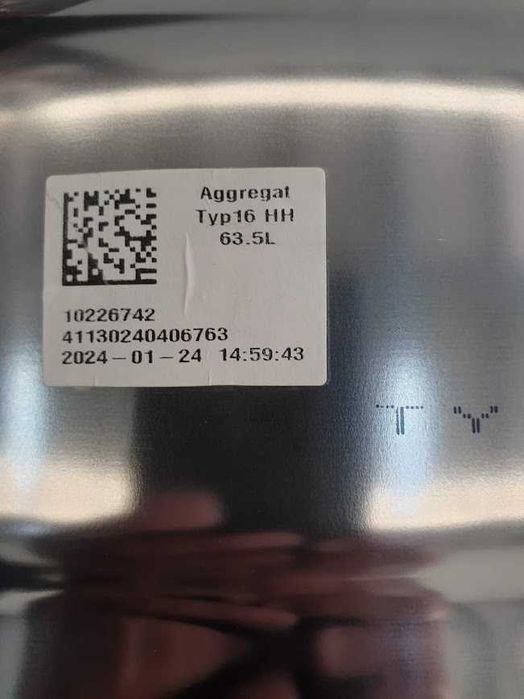 Aggregat
Typ16 HH
63.5L
10226742
41130240406763
2024-01-24 14:59:43
T Y